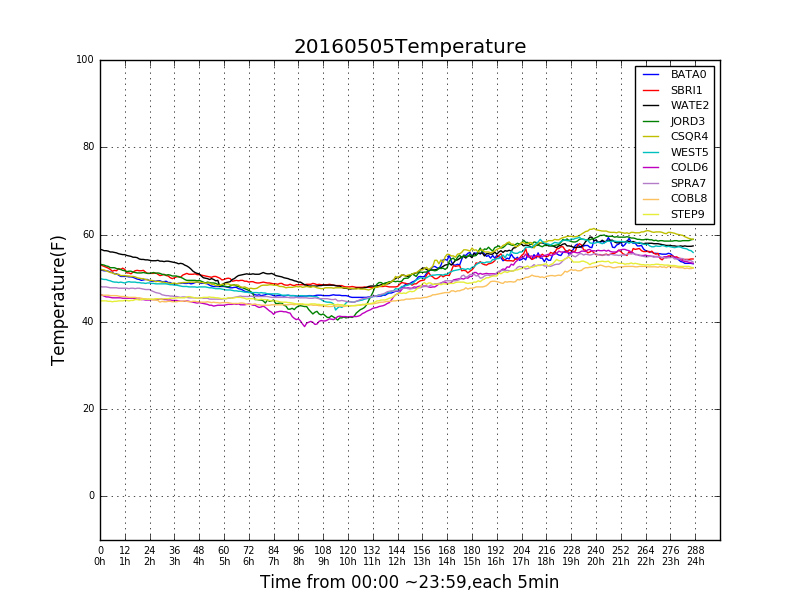 20160505Temperature
100
80
60
40
20
0
Temperature(F)
BATA0
SBRI1
WATE2
JORD3
CSQR4
WEST5
COLD6
SPRA7
COBL8
STEP9
0 12 24 36 48 60 72 84 96 108 120 132 144 156 168 180 192 204 216 228 240 252 264 276 288
0h 1h 2h 3h 4h 5h 6h 7h 8h 9h 10h 11h 12h 13h 14h 15h 16h 17h 18h 19h 20h 21h 22h 23h 24h
Time from 00:00 ~23:59,each 5min